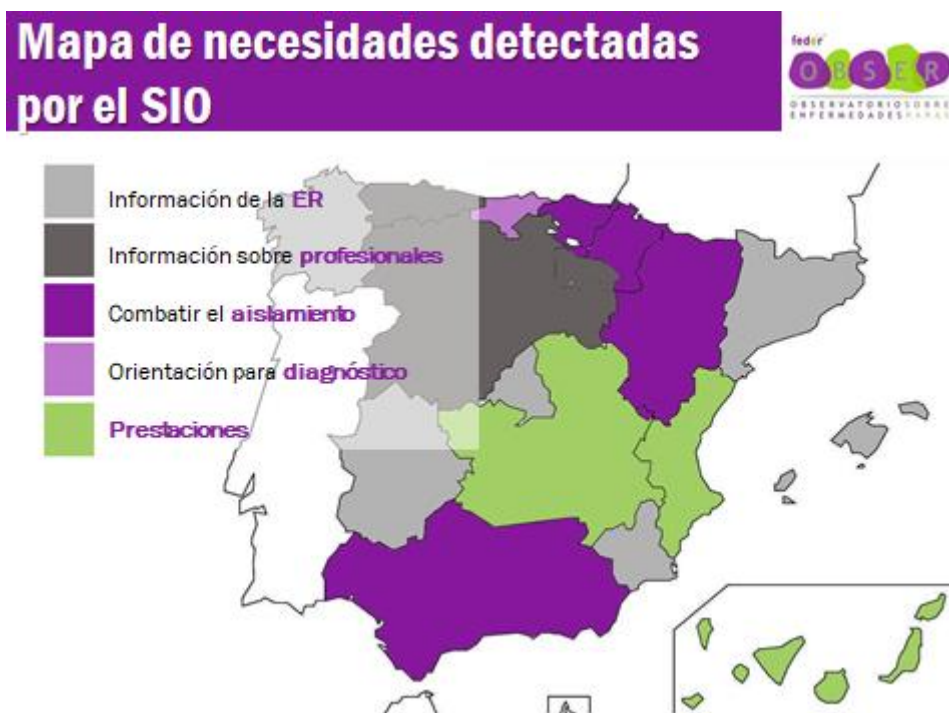 Mapa de necesidades detectadas
por el SIO
feder
OBSER
OBSERVATORIO SOBRE
ENFERMEDADES RARAS
Información de la ER
Información sobre profesionales
Combatir el aislamiento
Orientación para diagnóstico
Prestaciones